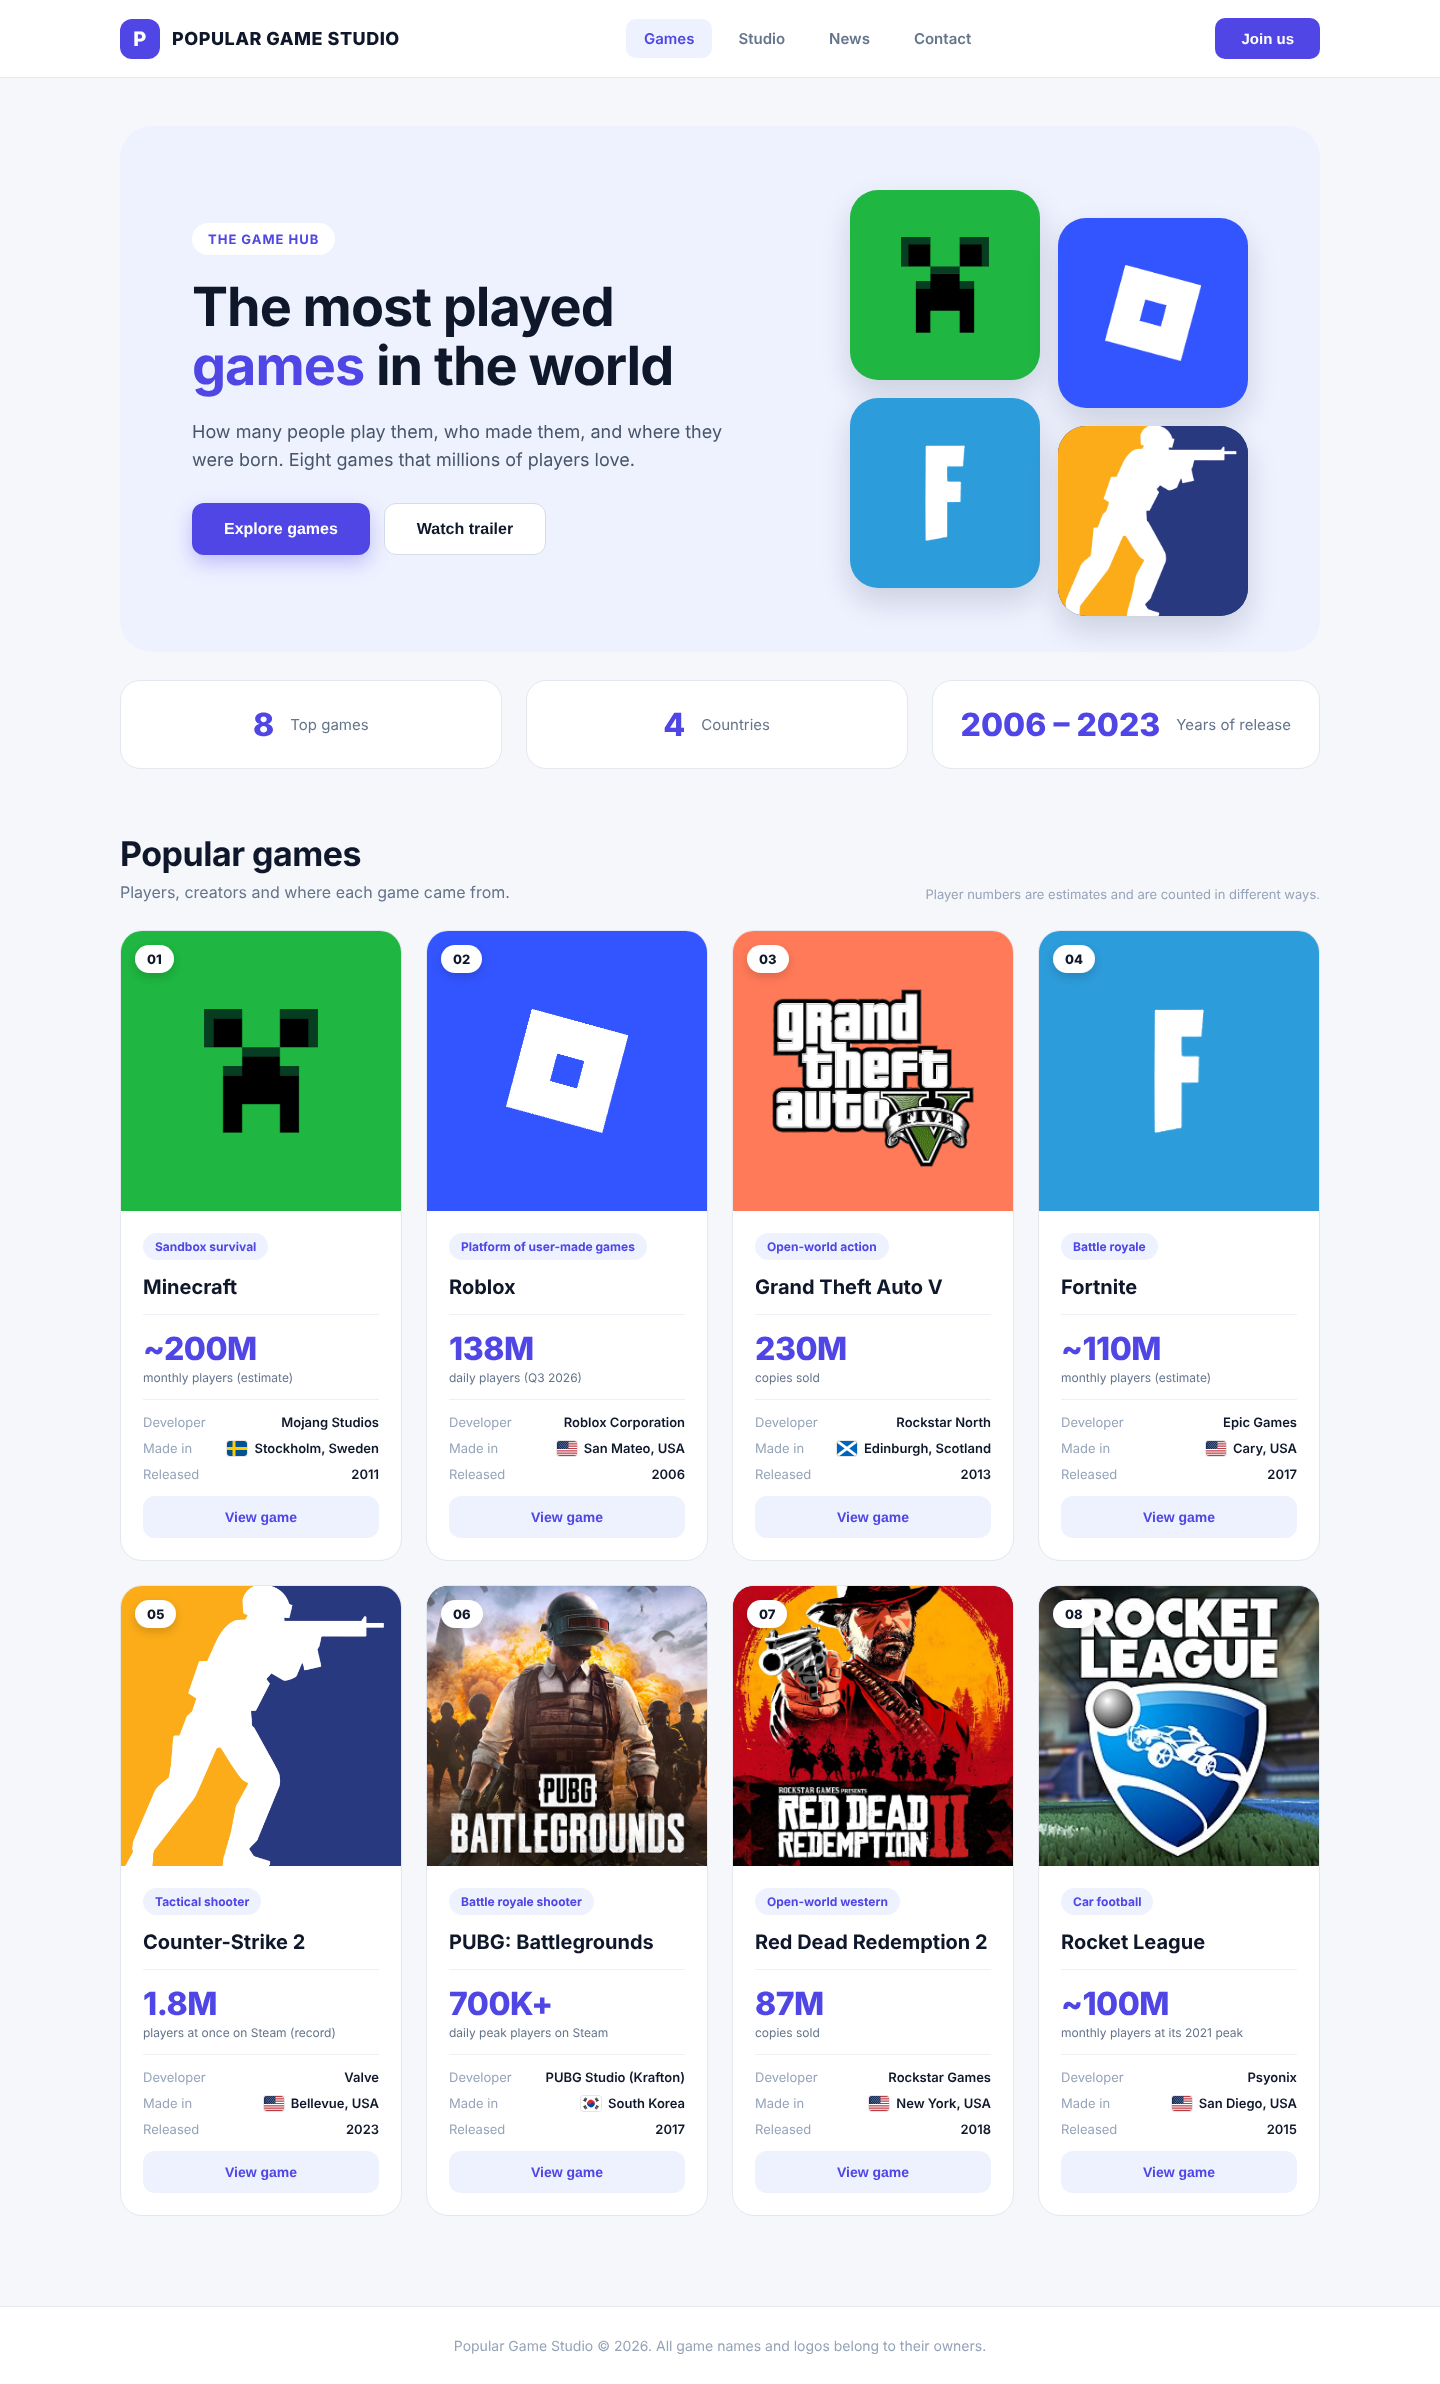 P POPULAR GAME STUDIO Games Studio News Contact Join us
THE GAME HUB
The most played
games in the world
How many people play them, who made them, and where they
were born. Eight games that millions of players love.
Explore games Watch trailer
8 Top games 4 Countries 2006 – 2023 Years of release
Popular games
Players, creators and where each game came from.
Player numbers are estimates and are counted in different ways.
01
Sandbox survival
Minecraft
~200M
monthly players (estimate)
Developer Mojang Studios
Made in Stockholm, Sweden
Released 2011
View game
02
Platform of user-made games
Roblox
138M
daily players (Q3 2026)
Developer Roblox Corporation
Made in San Mateo, USA
Released 2006
View game
03
grand
theft
auto V
FIVE
Open-world action
Grand Theft Auto V
230M
copies sold
Developer Rockstar North
Made in Edinburgh, Scotland
Released 2013
View game
04
F
Battle royale
Fortnite
~110M
monthly players (estimate)
Developer Epic Games
Made in Cary, USA
Released 2017
View game
05
Tactical shooter
Counter-Strike 2
1.8M
players at once on Steam (record)
Developer Valve
Made in Bellevue, USA
Released 2023
View game
06
PUBG
BATTLEGROUNDS
Battle royale shooter
PUBG: Battlegrounds
700K+
daily peak players on Steam
Developer PUBG Studio (Krafton)
Made in South Korea
Released 2017
View game
07
ROCKSTAR GAMES PRESENTS
RED DEAD
REDEMPTION II
Open-world western
Red Dead Redemption 2
87M
copies sold
Developer Rockstar Games
Made in New York, USA
Released 2018
View game
08
ROCKET
LEAGUE
Car football
Rocket League
~100M
monthly players at its 2021 peak
Developer Psyonix
Made in San Diego, USA
Released 2015
View game
Popular Game Studio © 2026. All game names and logos belong to their owners.